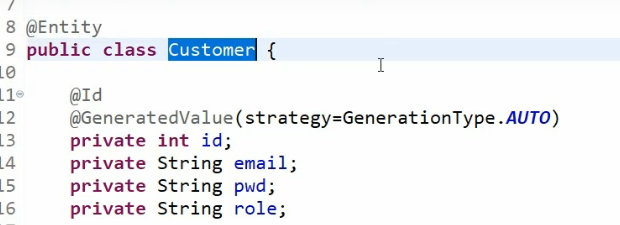 7
8 @Entity
9 public class Customer {
10
11 @Id
12 @GeneratedValue(strategy=GenerationType.AUTO)
13 private int id;
14 private String email;
15 private String pwd;
16 private String role;